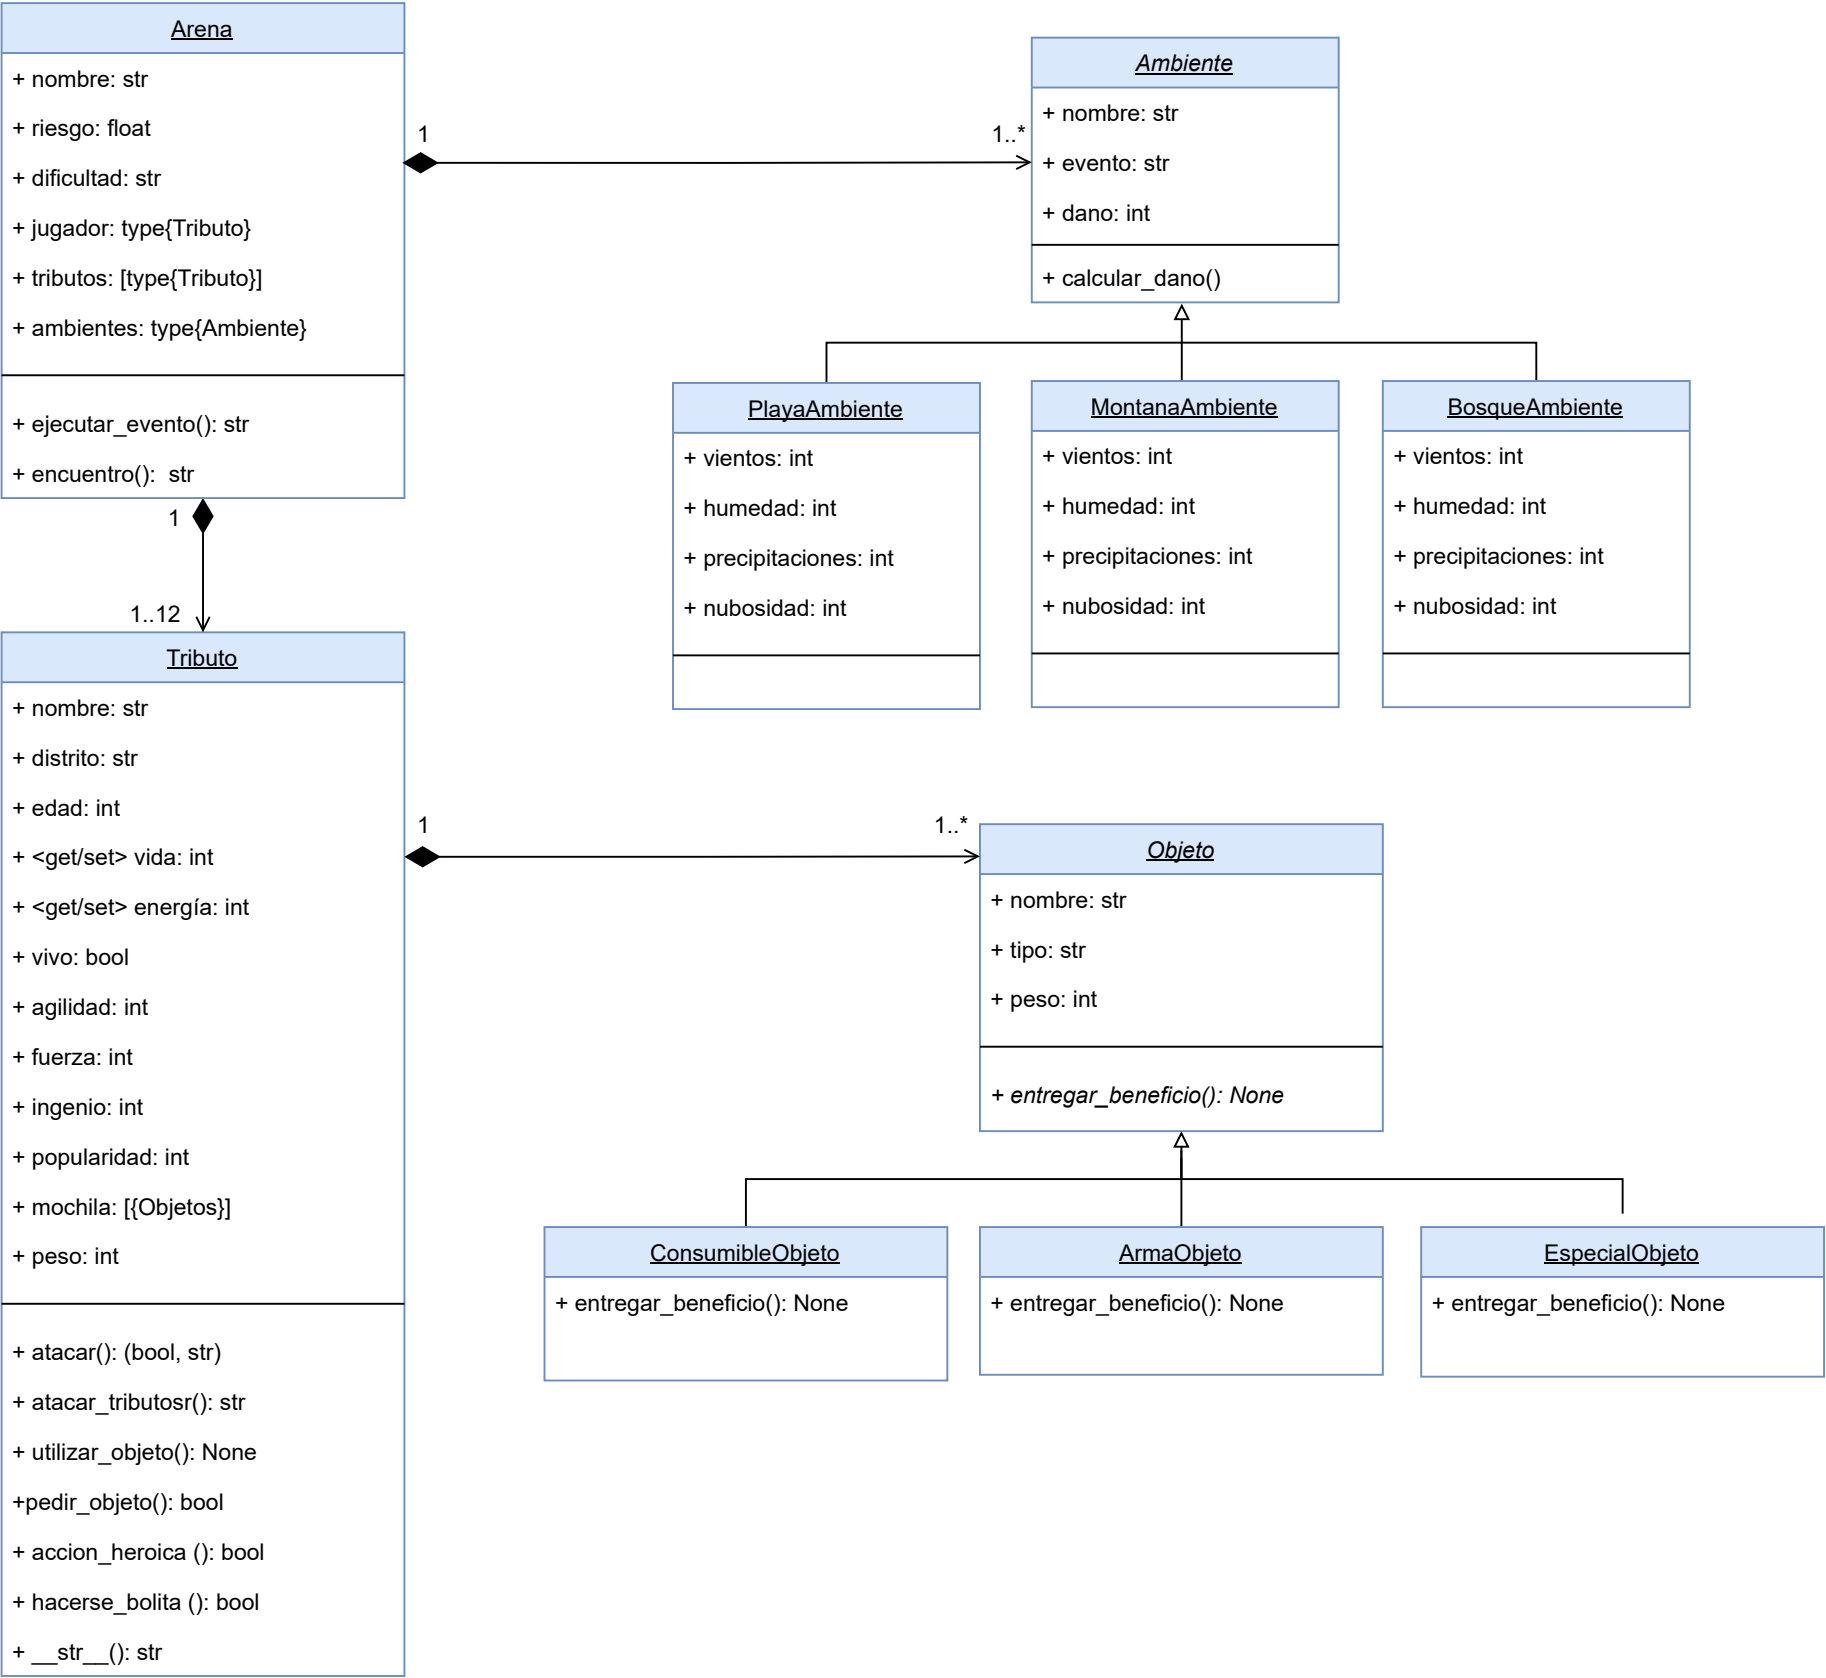 Arena
+ nombre: str
+ riesgo: float
+ dificultad: str
+ jugador: type{Tributo}
+ tributos: [type{Tributo}]
+ ambientes: type{Ambiente}
+ ejecutar_evento(): str
+ encuentro():  str
1
1..*
Ambiente
+ nombre: str
+ evento: str
+ dano: int
+ calcular_dano()
PlayaAmbiente
+ vientos: int
+ humedad: int
+ precipitaciones: int
+ nubosidad: int
MontanaAmbiente
+ vientos: int
+ humedad: int
+ precipitaciones: int
+ nubosidad: int
BosqueAmbiente
+ vientos: int
+ humedad: int
+ precipitaciones: int
+ nubosidad: int
1
1..12
Tributo
+ nombre: str
+ distrito: str
+ edad: int
+ <get/set> vida: int
+ <get/set> energía: int
+ vivo: bool
+ agilidad: int
+ fuerza: int
+ ingenio: int
+ popularidad: int
+ mochila: [{Objetos}]
+ peso: int
+ atacar(): (bool, str)
+ atacar_tributosr(): str
+ utilizar_objeto(): None
+pedir_objeto(): bool
+ accion_heroica (): bool
+ hacerse_bolita (): bool
+ __str__(): str
1
1..*
Objeto
+ nombre: str
+ tipo: str
+ peso: int
+ entregar_beneficio(): None
ConsumibleObjeto
+ entregar_beneficio(): None
ArmaObjeto
+ entregar_beneficio(): None
EspecialObjeto
+ entregar_beneficio(): None